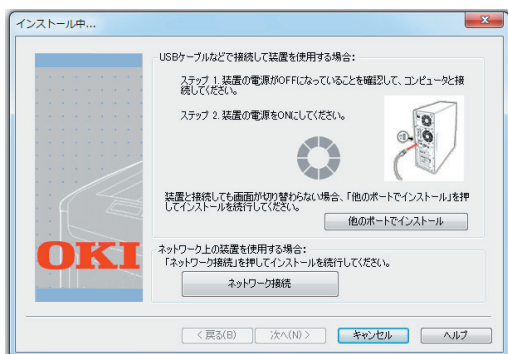 インストール中...
USBケーブルなどで接続して装置を使用する場合:
ステップ 1. 装置の電源がOFFになっていることを確認して、コンピュータと接
続してください。
ステップ 2. 装置の電源をONにしてください。
装置と接続しても画面が切り替わらない場合、「他のポートでインストール」を押
してインストールを続行してください。
他のポートでインストール
OKI
ネットワーク上の装置を使用する場合:
「ネットワーク接続」を押してインストールを続行してください。
ネットワーク接続
< 戻る(B)
次へ(N) >
キャンセル
ヘルプ